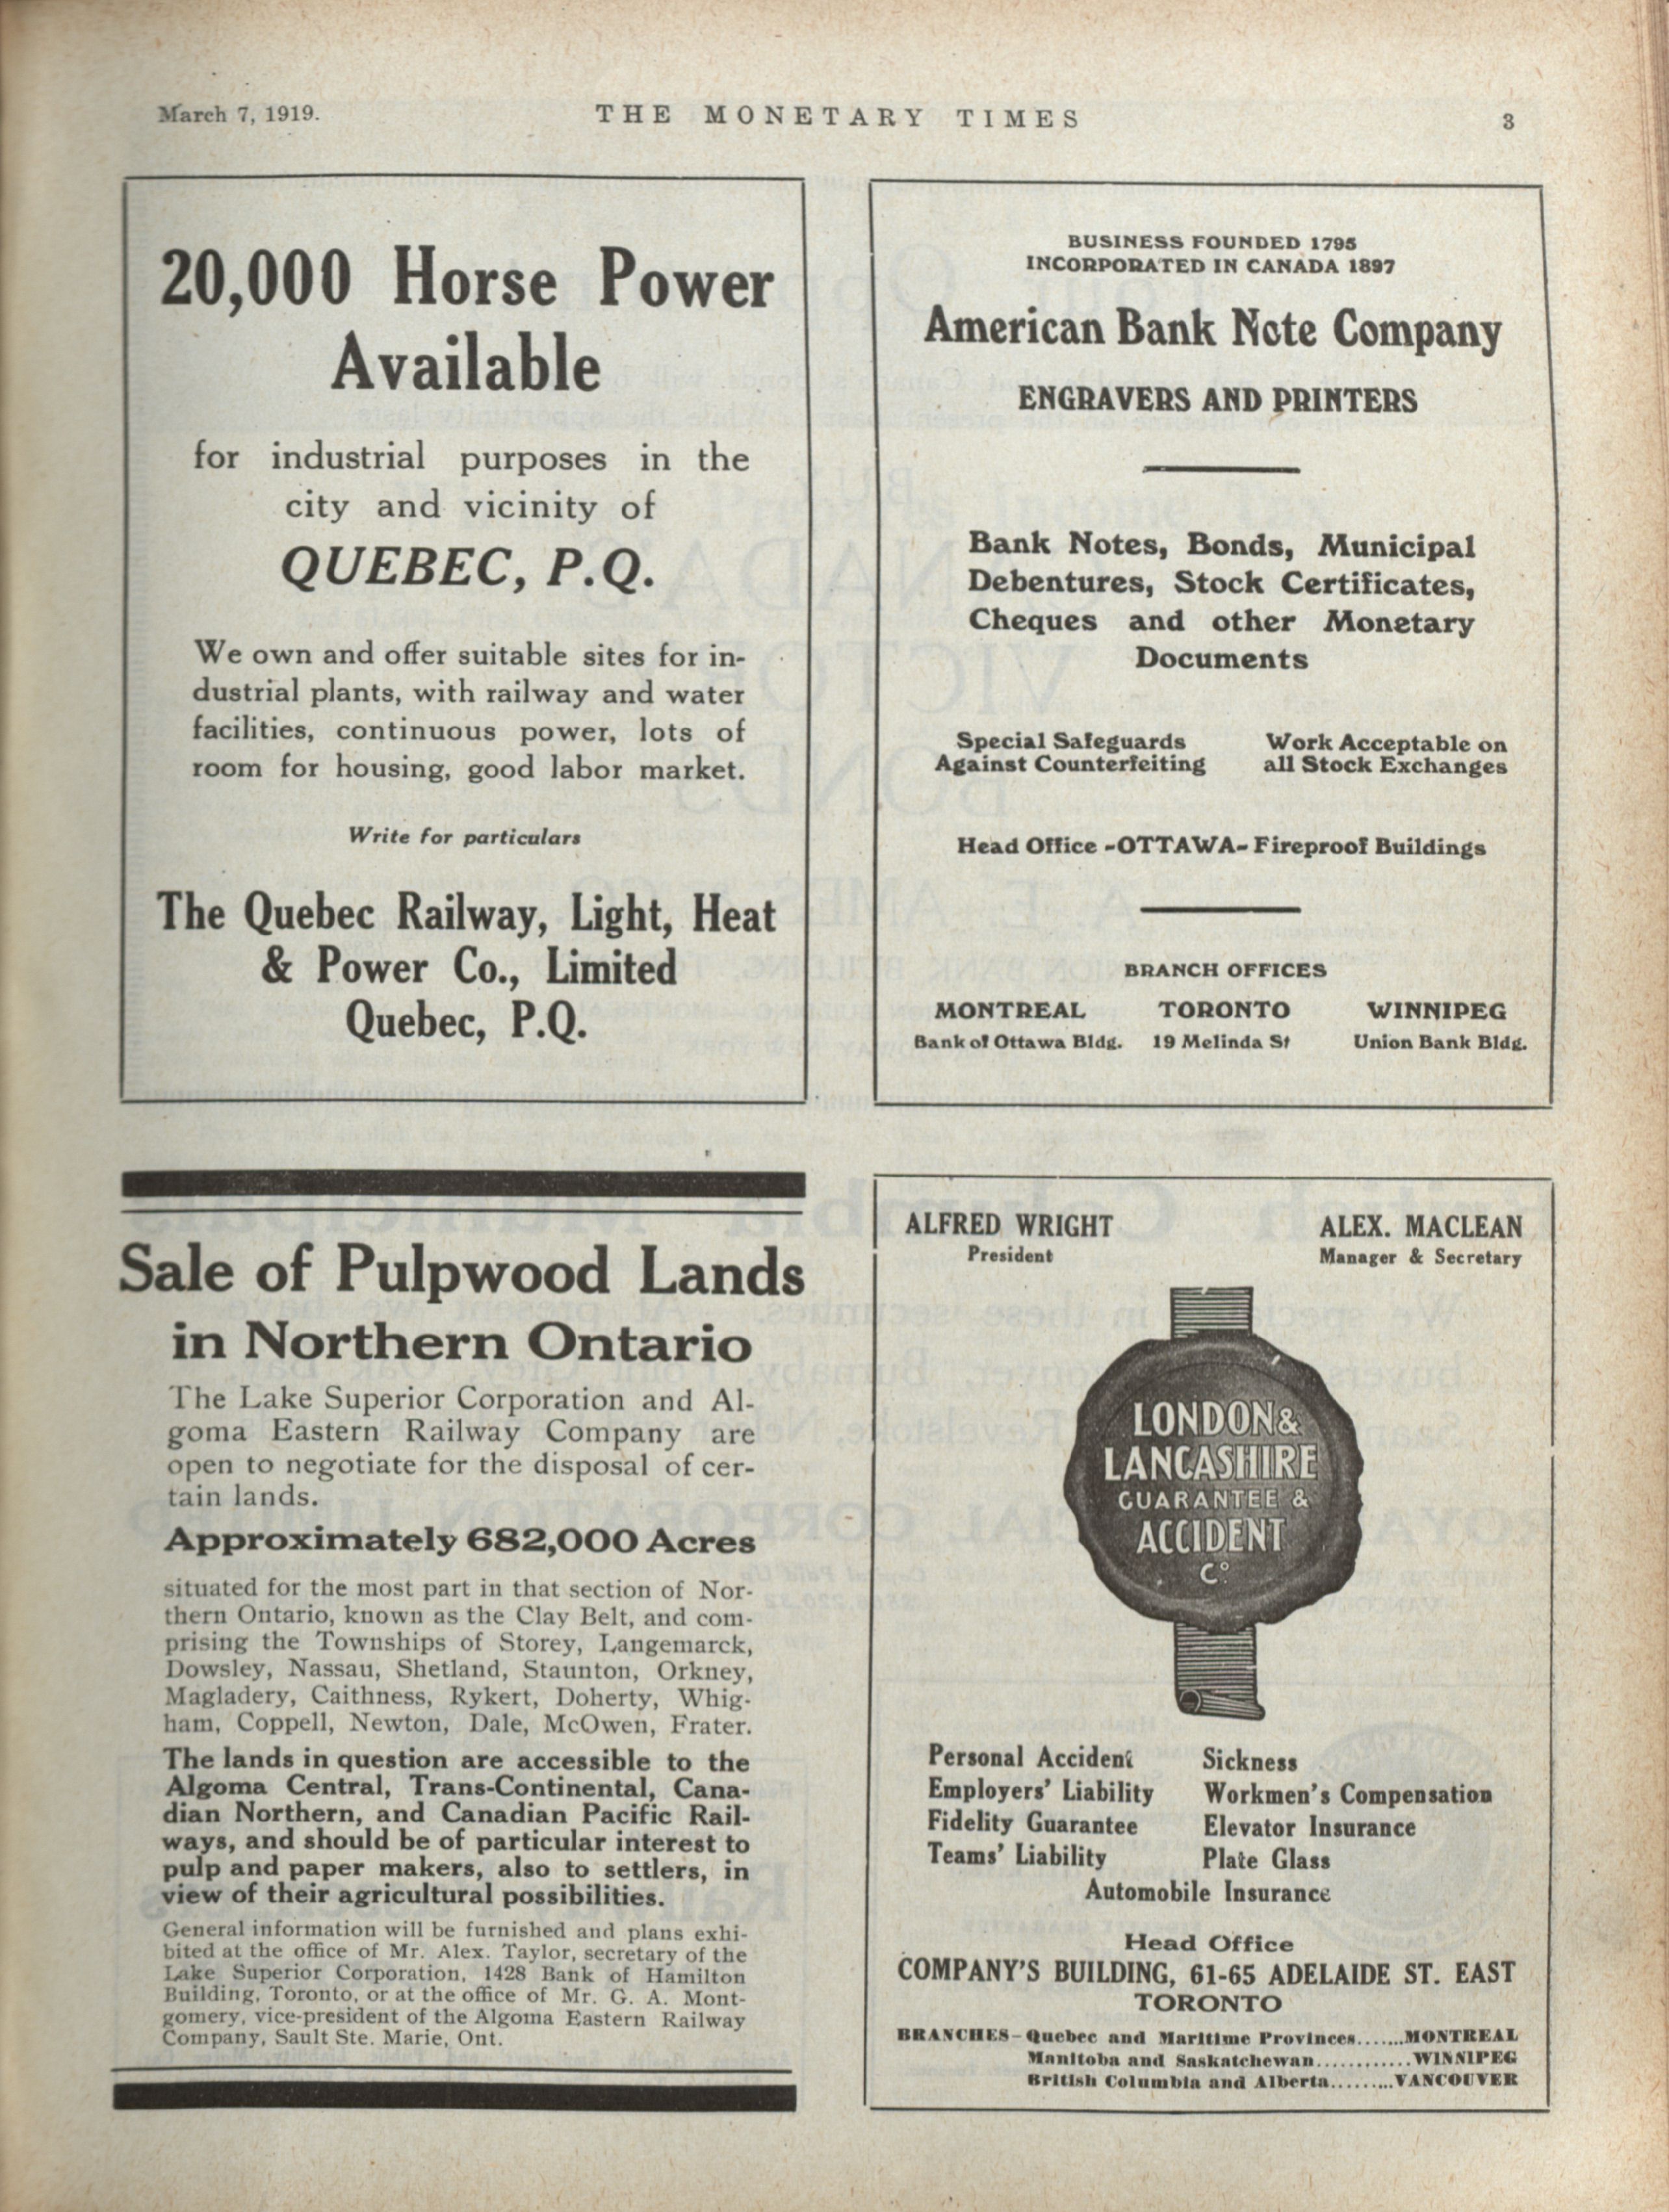 March 7, 1919.
THE MONETARY TIMES
3
20,000 Horse Power
Available
for industrial purposes in the
city and vicinity of
QUEBEC, P.Q.
We own and offer suitable sites for in-
dustrial plants, with railway and water
facilities, continuous power, lots of
room for housing, good labor market.
Write for particulars
The Quebec Railway, Light, Heat
& Power Co., Limited
Quebec, P.Q.
BUSINESS FOUNDED 1795
INCORPORATED IN CANADA 1897
American Bank Note Company
ENGRAVERS AND PRINTERS
Bank Notes, Bonds, Municipal
Debentures, Stock Certificates,
Cheques and other Monetary
Documents
Special Safeguards
Against Counterfeiting
Work Acceptable on
all Stock Exchanges
Head Office -OTTAWA- Fireproof Buildings
BRANCH OFFICES
MONTREAL
Bank of Ottawa Bldg.
TORONTO
19 Melinda St
WINNIPEG
Union Bank Bldg.
Sale of Pulpwood Lands
in Northern Ontario
The Lake Superior Corporation and Al-
goma Eastern Railway Company are
open to negotiate for the disposal of cer-
tain lands.
Approximately 682,000 Acres
situated for the most part in that section of Nor-
thern Ontario, known as the Clay Belt, and com-
prising the Townships of Storey, Langemarck,
Dowsley, Nassau, Shetland, Staunton, Orkney,
Magladery, Caithness, Rykert, Doherty, Whig-
ham, Coppell, Newton, Dale, McOwen, Frater.
The lands in question are accessible to the
Algoma Central, Trans-Continental, Cana-
dian Northern, and Canadian Pacific Rail-
ways, and should be of particular interest to
pulp and paper makers, also to settlers, in
view of their agricultural possibilities.
General information will be furnished and plans exhi-
bited at the office of Mr. Alex. Taylor, secretary of the
Lake Superior Corporation, 1428 Bank of Hamilton
Building, Toronto, or at the office of Mr. G. A. Mont-
gomery, vice-president of the Algoma Eastern Railway
Company, Sault Ste. Marie, Ont.
ALFRED WRIGHT
President
ALEX. MACLEAN
Manager & Secretary
LONDON &
LANCASHIRE
GUARANTEE &
ACCIDENT
Co
Personal Accident
Sickness
Employers' Liability
Workmen's Compensation
Fidelity Guarantee
Elevator Insurance
Teams' Liability
Plate Glass
Automobile Insurance
Head Office
COMPANY'S BUILDING, 61-65 ADELAIDE ST. EAST
TORONTO
BRANCHES—Quebec and Maritime Provinces.......MONTREAL
Manitoba and Saskatchewan............WINNIPEG
British Columbia and Alberta.........VANCOUVER